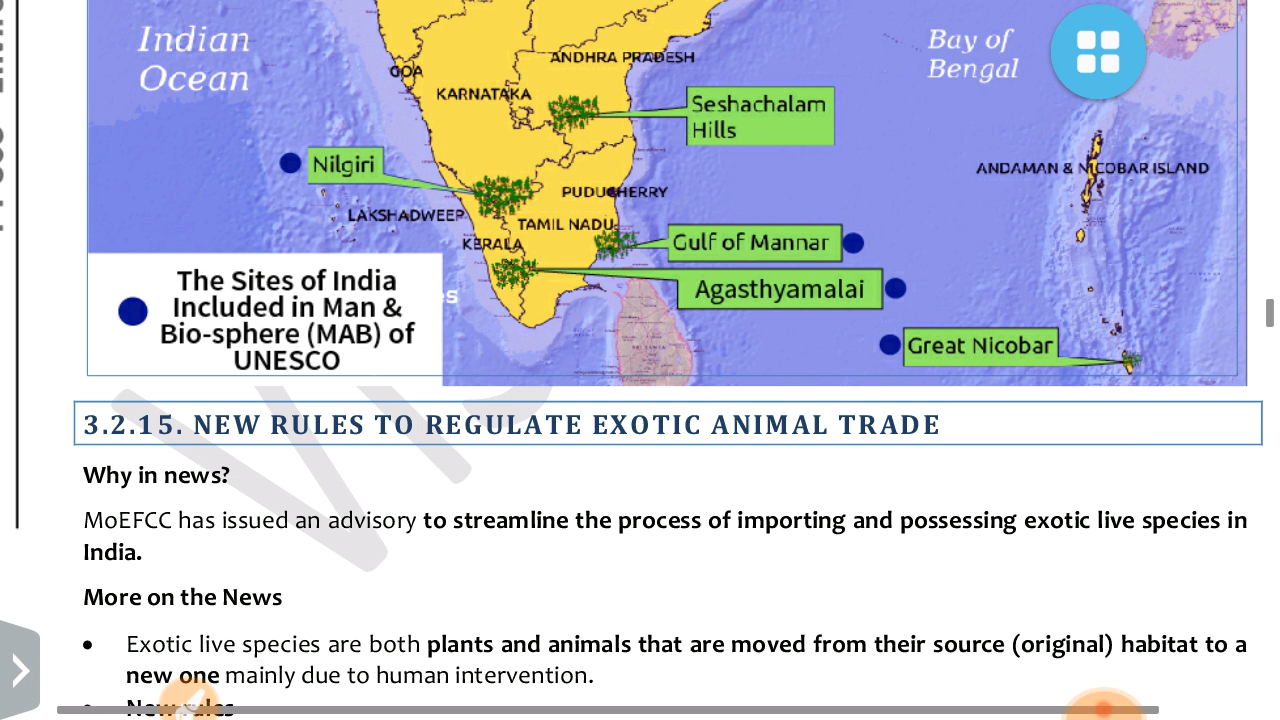 Indian
Ocean
Bay of
Bengal
ANDHRA PRADESH
GOA
KARNATAKA
Seshachalam
Hills
Nilgiri
ANDAMAN & NICOBAR ISLAND
PUDUCHERRY
LAKSHADWEEP
TAMIL NADU
KERALA
Gulf of Mannar
Agasthyamalai
The Sites of India
Included in Man &
Bio-sphere (MAB) of
UNESCO
es
Great Nicobar
SRI LANKA
3.2.15. NEW RULES TO REGULATE EXOTIC ANIMAL TRADE
Why in news?
MoEFCC has issued an advisory to streamline the process of importing and possessing exotic live species in
India.
More on the News
• Exotic live species are both plants and animals that are moved from their source (original) habitat to a
new one mainly due to human intervention.
• New rules